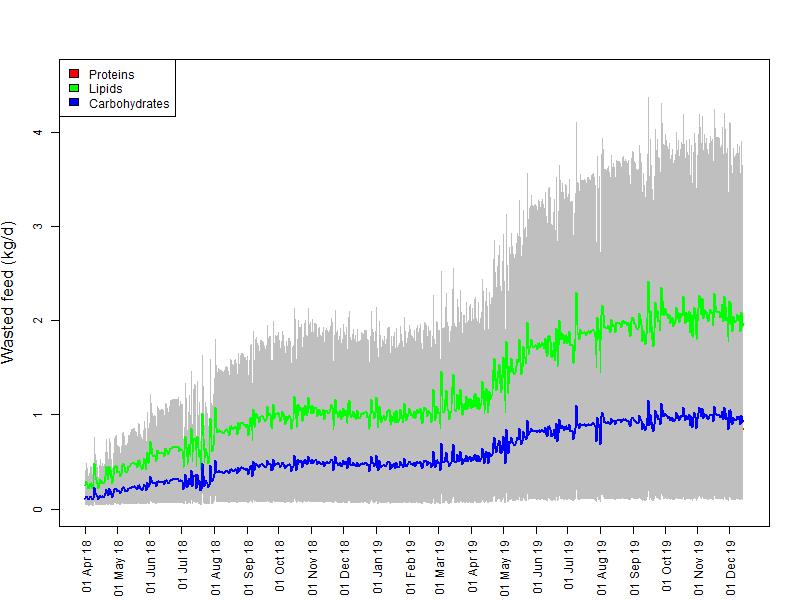 Proteins
Lipids
Carbohydrates
Wasted feed (kg/d)
4
3
2
1
0
01 Apr 18
01 May 18
01 Jun 18
01 Jul 18
01 Aug 18
01 Sep 18
01 Oct 18
01 Nov 18
01 Dec 18
01 Jan 19
01 Feb 19
01 Mar 19
01 Apr 19
01 May 19
01 Jun 19
01 Jul 19
01 Aug 19
01 Sep 19
01 Oct 19
01 Nov 19
01 Dec 19